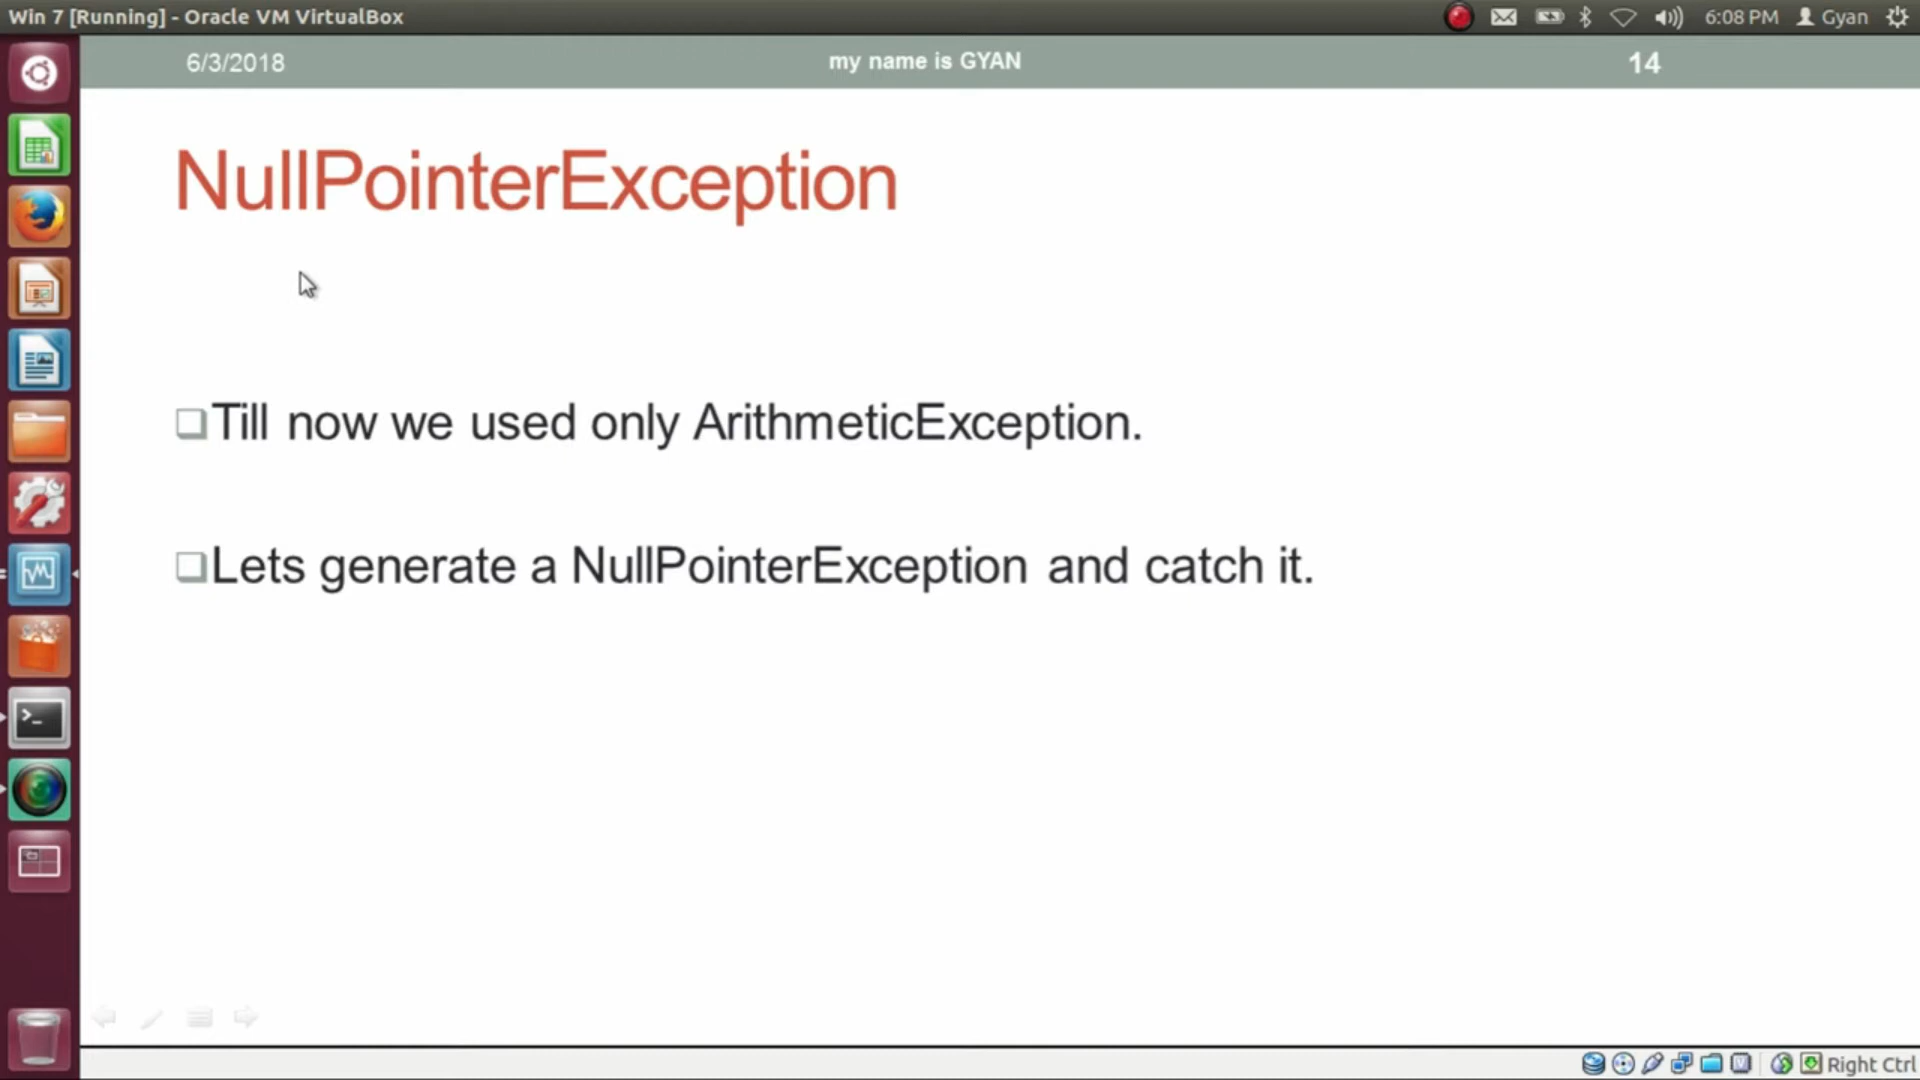 Win 7 [Running] - Oracle VM VirtualBox
6:08 PM Gyan
6/3/2018
my name is GYAN
14
NullPointerException
Till now we used only ArithmeticException.
Lets generate a NullPointerException and catch it.
Right Ctrl